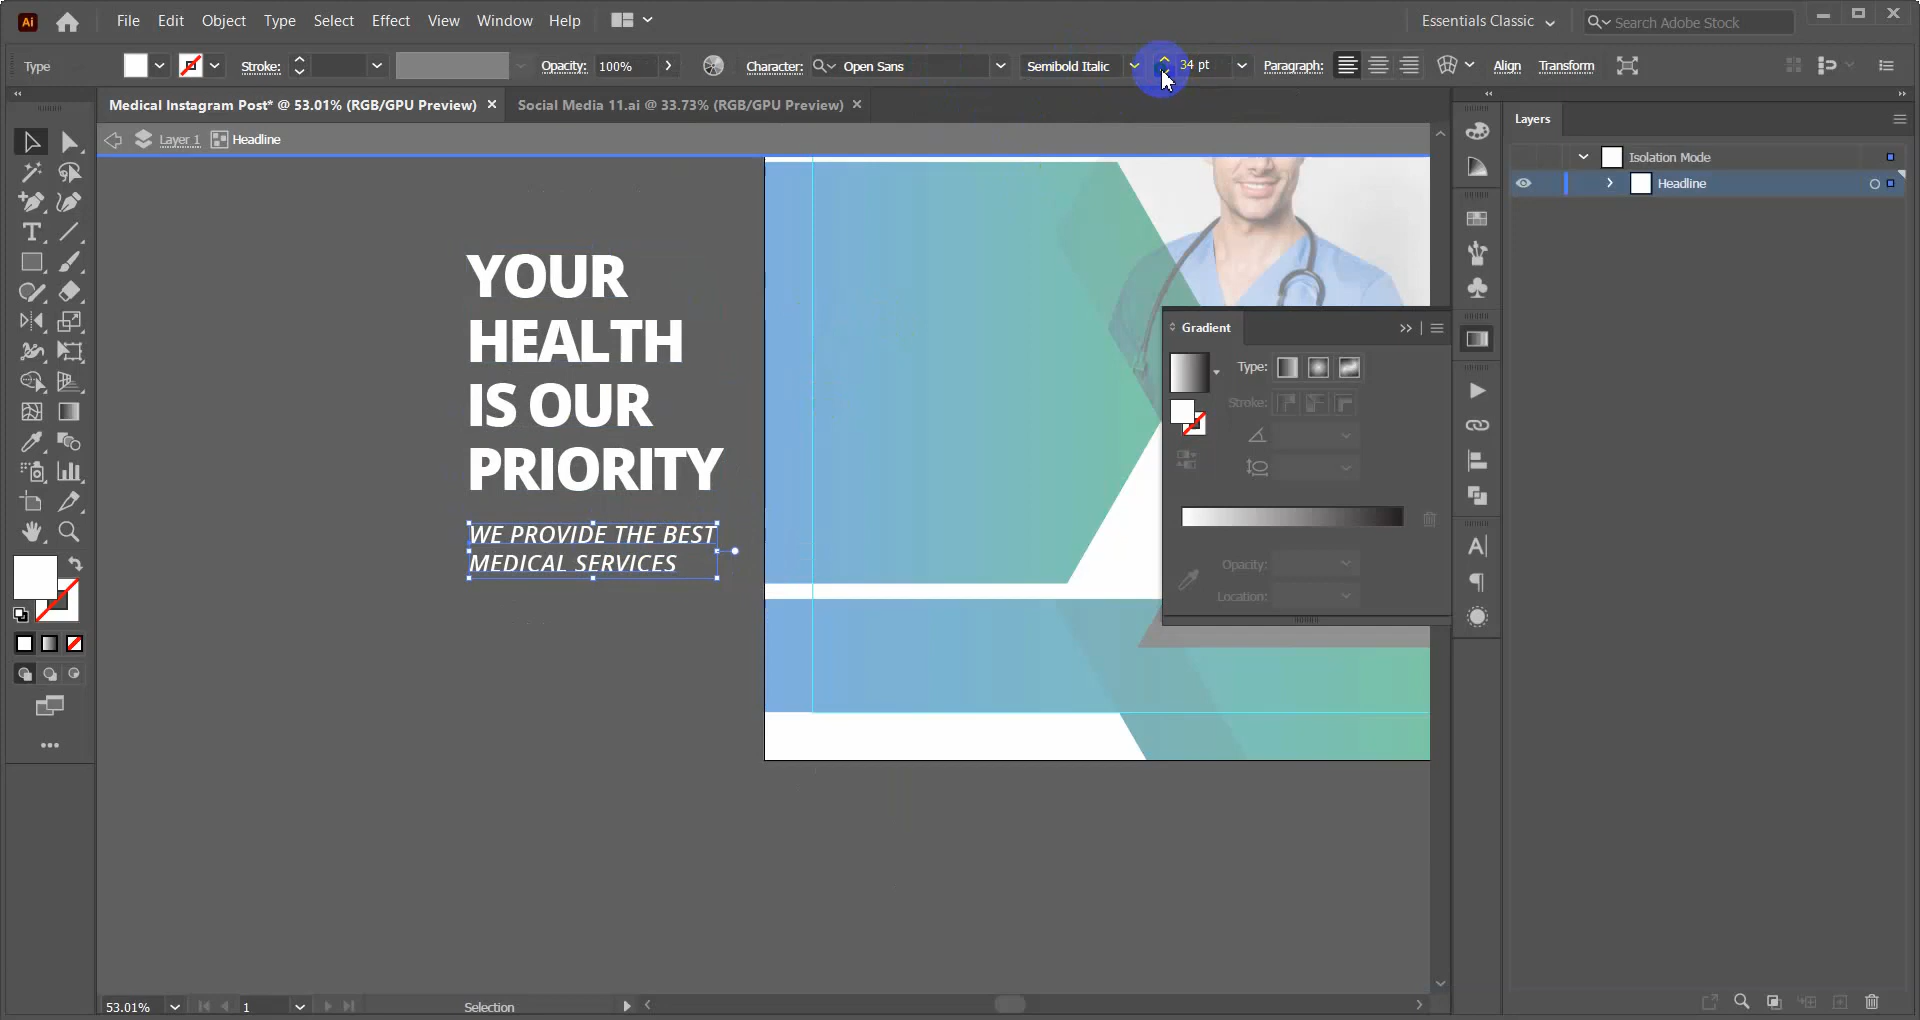 Ai File Edit Object Type Select Effect View Window Help Essentials Classic Search Adobe Stock
Type Stroke: Opacity: 100% Character: Open Sans Semibold Italic 34 pt Paragraph: Align Transform
Medical Instagram Post* @ 53.01% (RGB/GPU Preview) Social Media 11.ai @ 33.73% (RGB/GPU Preview)
Layers
Layer 1 Headline
Isolation Mode
Headline
YOUR
HEALTH
IS OUR
PRIORITY
WE PROVIDE THE BEST
MEDICAL SERVICES
Gradient
Type:
Stroke:
Opacity:
Location:
53.01% 1 Selection